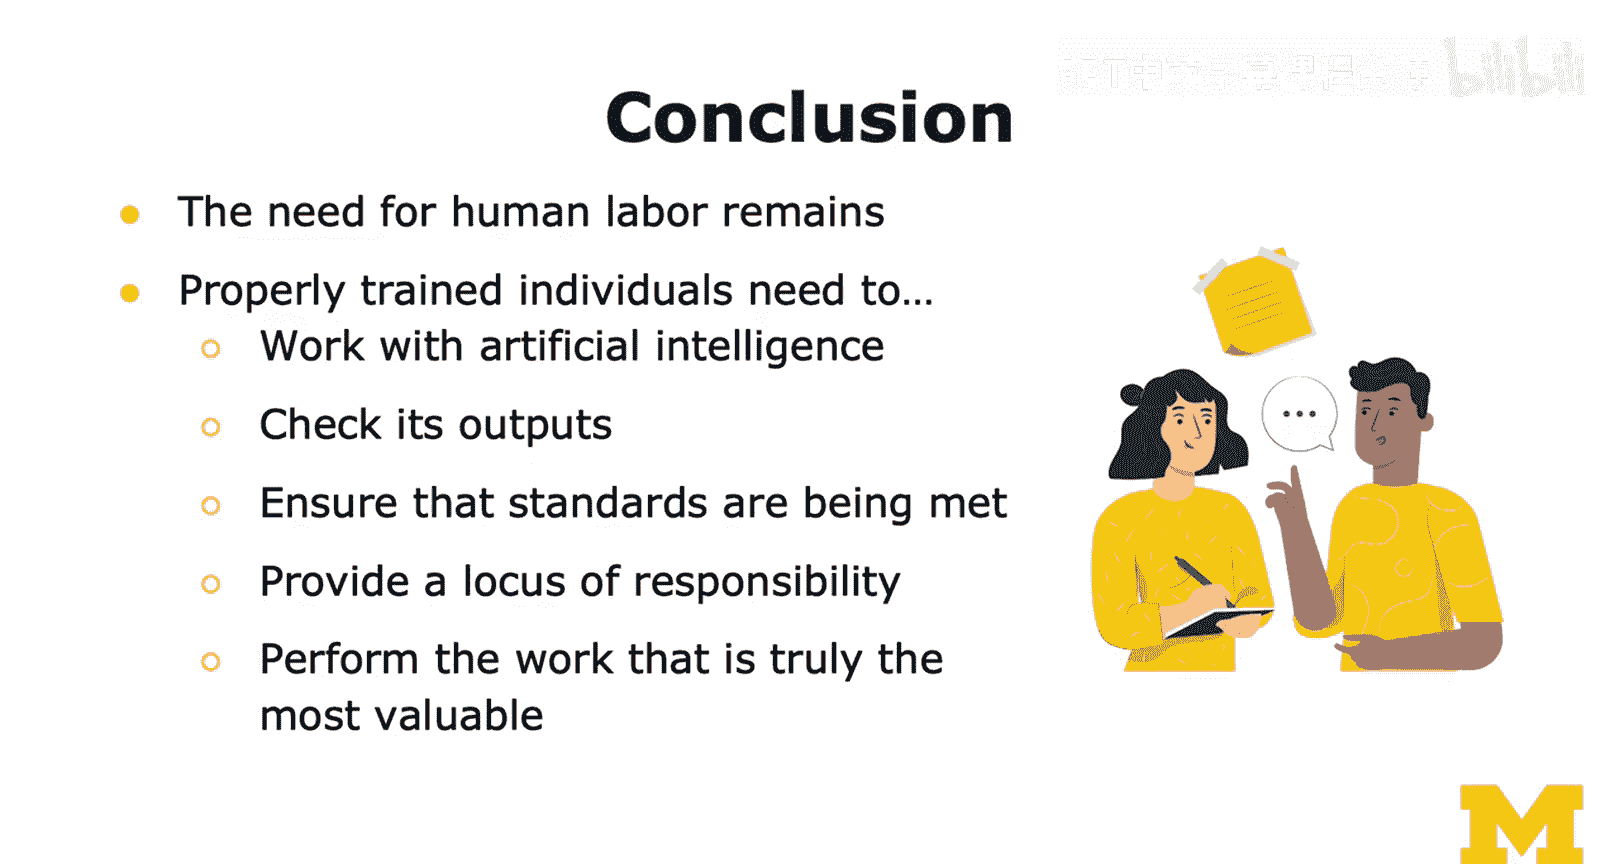 bilibili
Conclusion
The need for human labor remains
Properly trained individuals need to...
Work with artificial intelligence
Check its outputs
Ensure that standards are being met
Provide a locus of responsibility
Perform the work that is truly the
most valuable
M